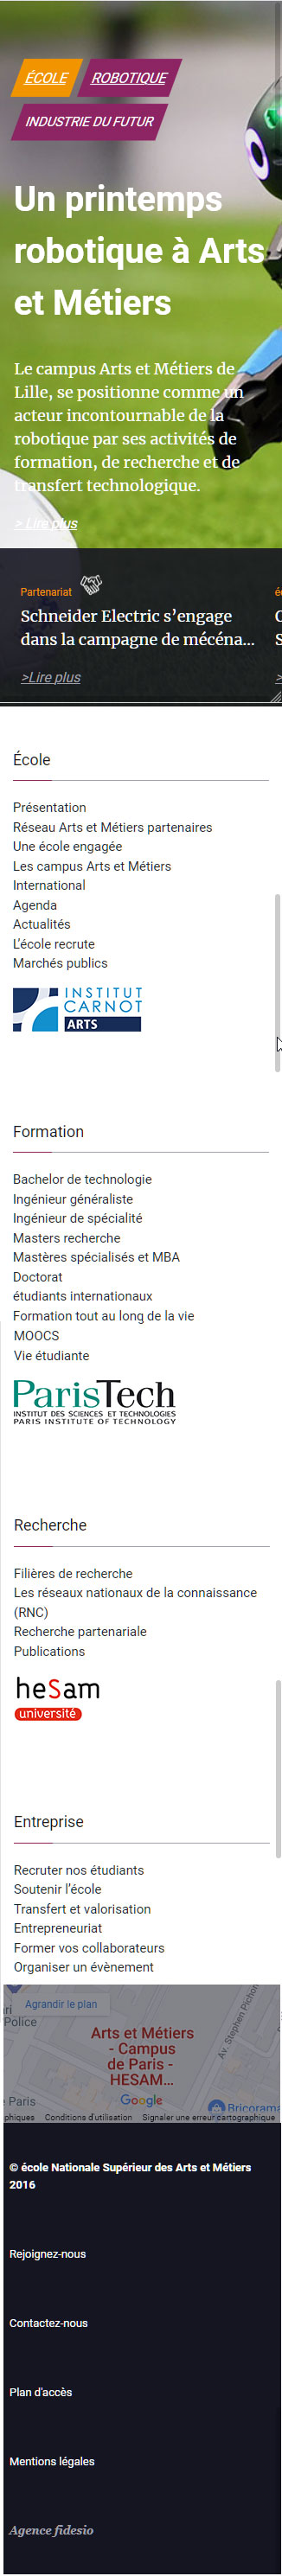 ÉCOLE
ROBOTIQUE
INDUSTRIE DU FUTUR
Un printemps
robotique à Arts
et Métiers
Le campus Arts et Métiers de
Lille, se positionne comme un
acteur incontournable de la
robotique par ses activités de
formation, de recherche et de
transfert technologique.
> Lire plus
Partenariat
Schneider Electric s’engage
dans la campagne de mécéna...
>Lire plus
École
Présentation
Réseau Arts et Métiers partenaires
Une école engagée
Les campus Arts et Métiers
International
Agenda
Actualités
L’école recrute
Marchés publics
INSTITUT
CARNOT
ARTS
Formation
Bachelor de technologie
Ingénieur généraliste
Ingénieur de spécialité
Masters recherche
Mastères spécialisés et MBA
Doctorat
étudiants internationaux
Formation tout au long de la vie
MOOCS
Vie étudiante
ParisTech
INSTITUT DES SCIENCES ET TECHNOLOGIES
PARIS INSTITUTE OF TECHNOLOGY
Recherche
Filières de recherche
Les réseaux nationaux de la connaissance
(RNC)
Recherche partenariale
Publications
heSam
université
Entreprise
Recruter nos étudiants
Soutenir l’école
Transfert et valorisation
Entrepreneuriat
Former vos collaborateurs
Organiser un évènement
Agrandir le plan
Police
Arts et Métiers
- Campus
de Paris -
HESAM...
Av. Stephen Pichon
Paris
Google
Bricorama
phiques Conditions d'utilisation Signaler une erreur cartographique
© école Nationale Supérieur des Arts et Métiers
2016
Rejoignez-nous
Contactez-nous
Plan d'accès
Mentions légales
Agence fidesio